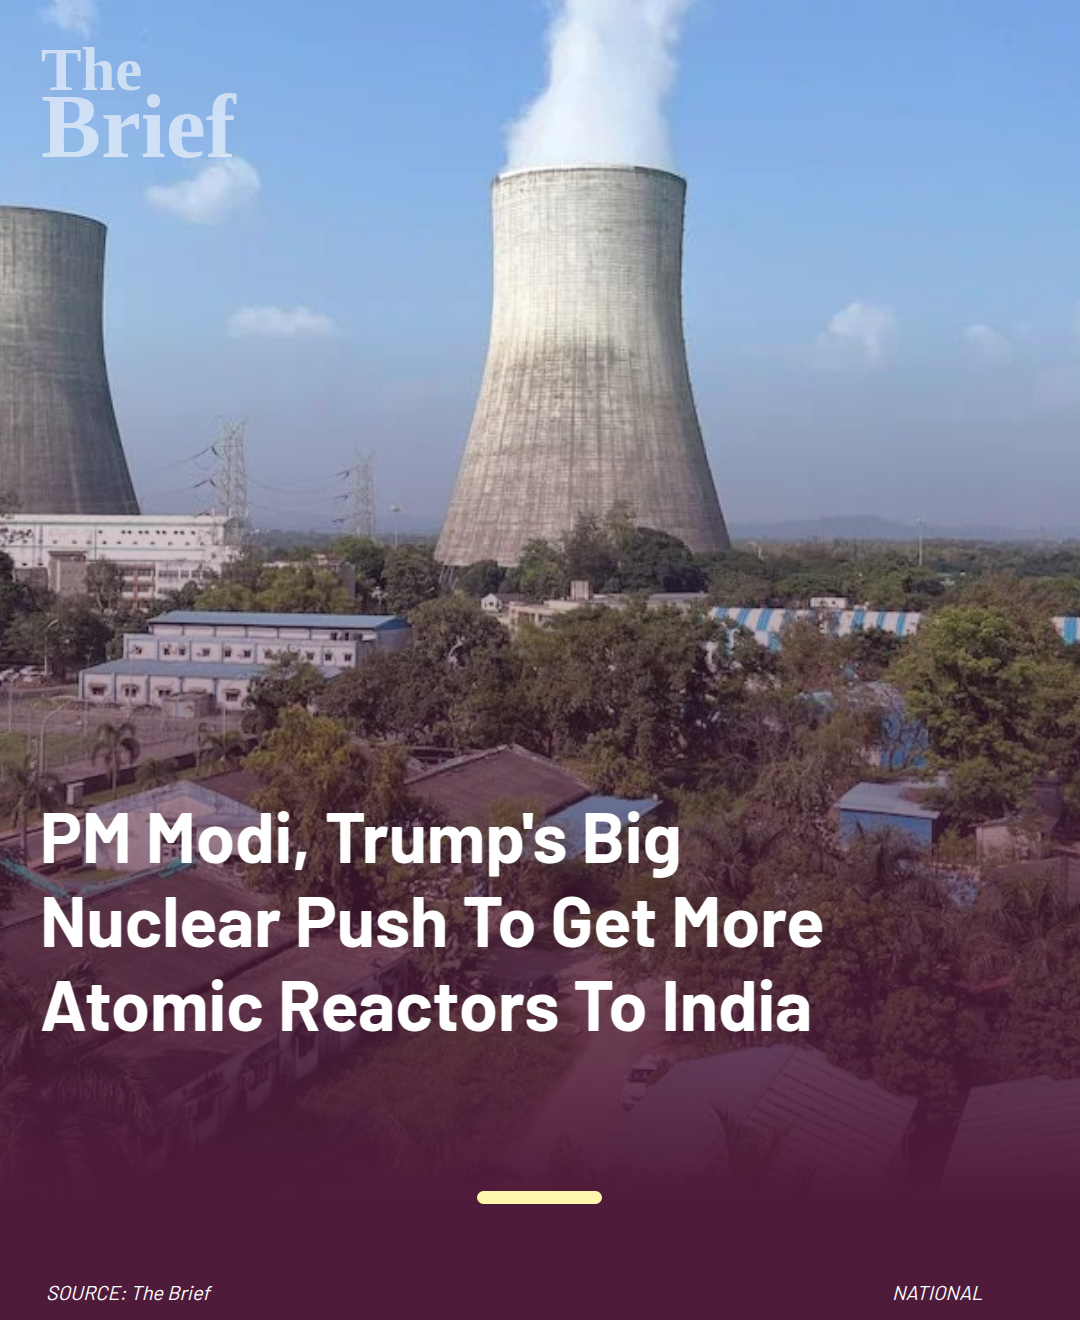 The
Brief
PM Modi, Trump's Big
Nuclear Push To Get More
Atomic Reactors To India
SOURCE: The Brief
NATIONAL